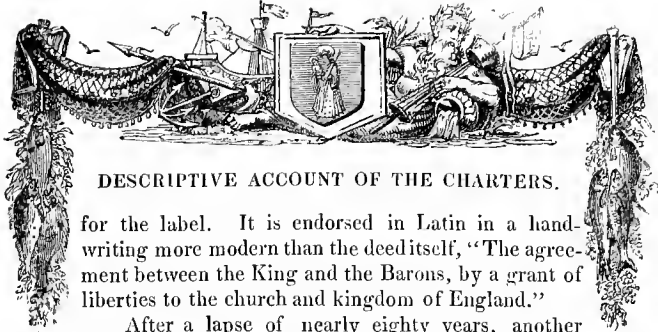 DESCRIPTIVE ACCOUNT OF THE CHARTERS.
for the label. It is endorsed in Latin in a hand-
writing more modern than the deed itself, "The agree-
ment between the King and the Barons, by a grant of
liberties to the church and kingdom of England."
After a lapse of nearly eighty years, another